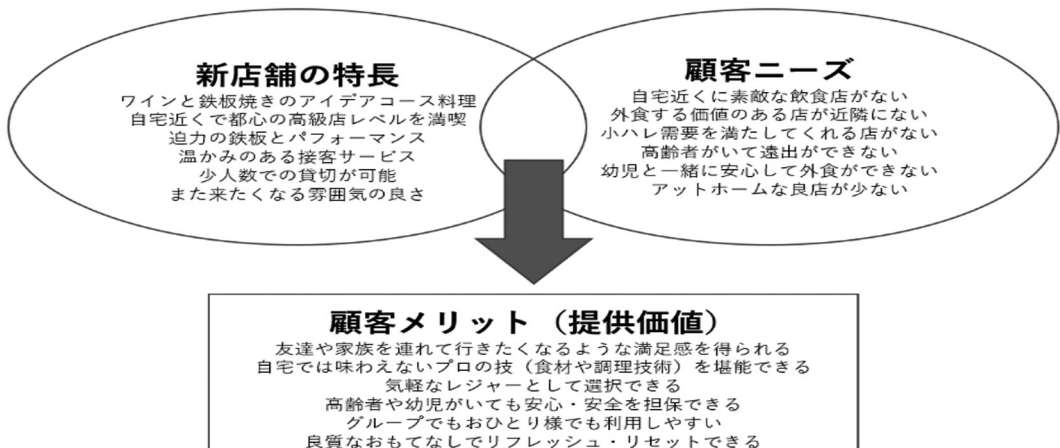 新店舗の特長
ワインと鉄板焼きのアイデアコース料理
自宅近くで都心の高級店レベルを満喫
迫力の鉄板とパフォーマンス
温かみのある接客サービス
少人数での貸切が可能
また来たくなる雰囲気の良さ
顧客ニーズ
自宅近くに素敵な飲食店がない
外食する価値のある店が近隣にない
小ハレ需要を満たしてくれる店がない
高齢者がいて遠出ができない
幼児と一緒に安心して外食ができない
アットホームな良店が少ない
顧客メリット（提供価値）
友達や家族を連れて行きたくなるような満足感を得られる
自宅では味わえないプロの技（食材や調理技術）を堪能できる
気軽なレジャーとして選択できる
高齢者や幼児がいても安心・安全を担保できる
グループでもおひとり様でも利用しやすい
良質なおもてなしでリフレッシュ・リセットできる